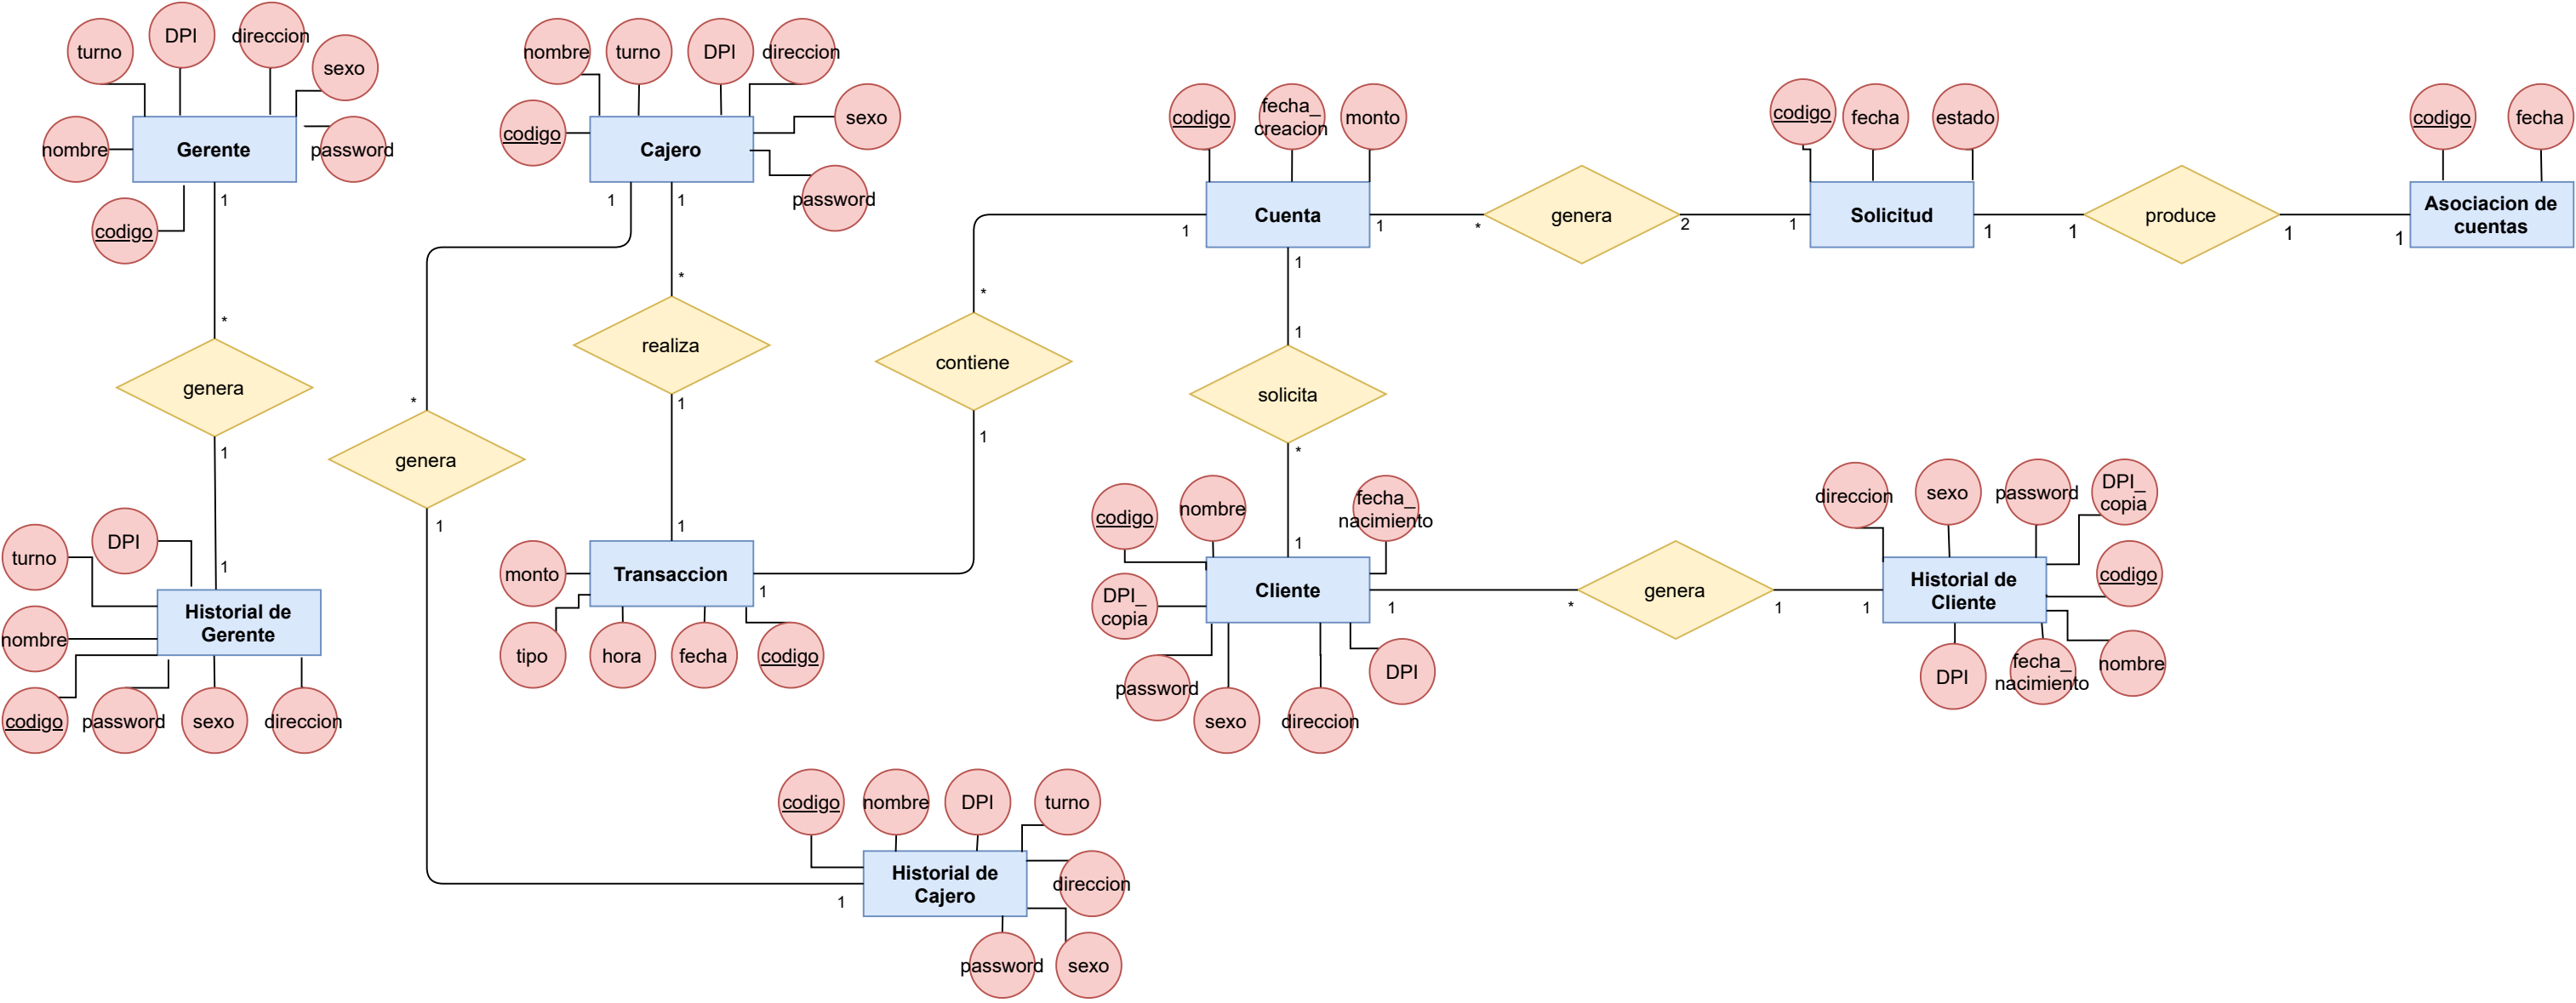 turno
DPI
direccion
sexo
nombre
Gerente
password
codigo
1
*
genera
1
1
turno
DPI
nombre
Historial de
Gerente
codigo
password
sexo
direccion
nombre
turno
DPI
direccion
codigo
Cajero
sexo
password
1
1
*
realiza
1
1
*
genera
1
monto
Transaccion
1
tipo
hora
fecha
codigo
*
contiene
1
1
codigo
fecha_
creacion
monto
Cuenta
1
*
genera
2
1
1
1
solicita
*
1
codigo
nombre
fecha_
nacimiento
DPI_
copia
Cliente
password
sexo
direccion
DPI
1
*
genera
1
1
direccion
sexo
password
DPI_
copia
Historial de
Cliente
codigo
DPI
fecha_
nacimiento
nombre
codigo
fecha
estado
Solicitud
1
1
produce
1
1
codigo
fecha
Asociacion de
cuentas
codigo
nombre
DPI
turno
1
Historial de
Cajero
direccion
password
sexo